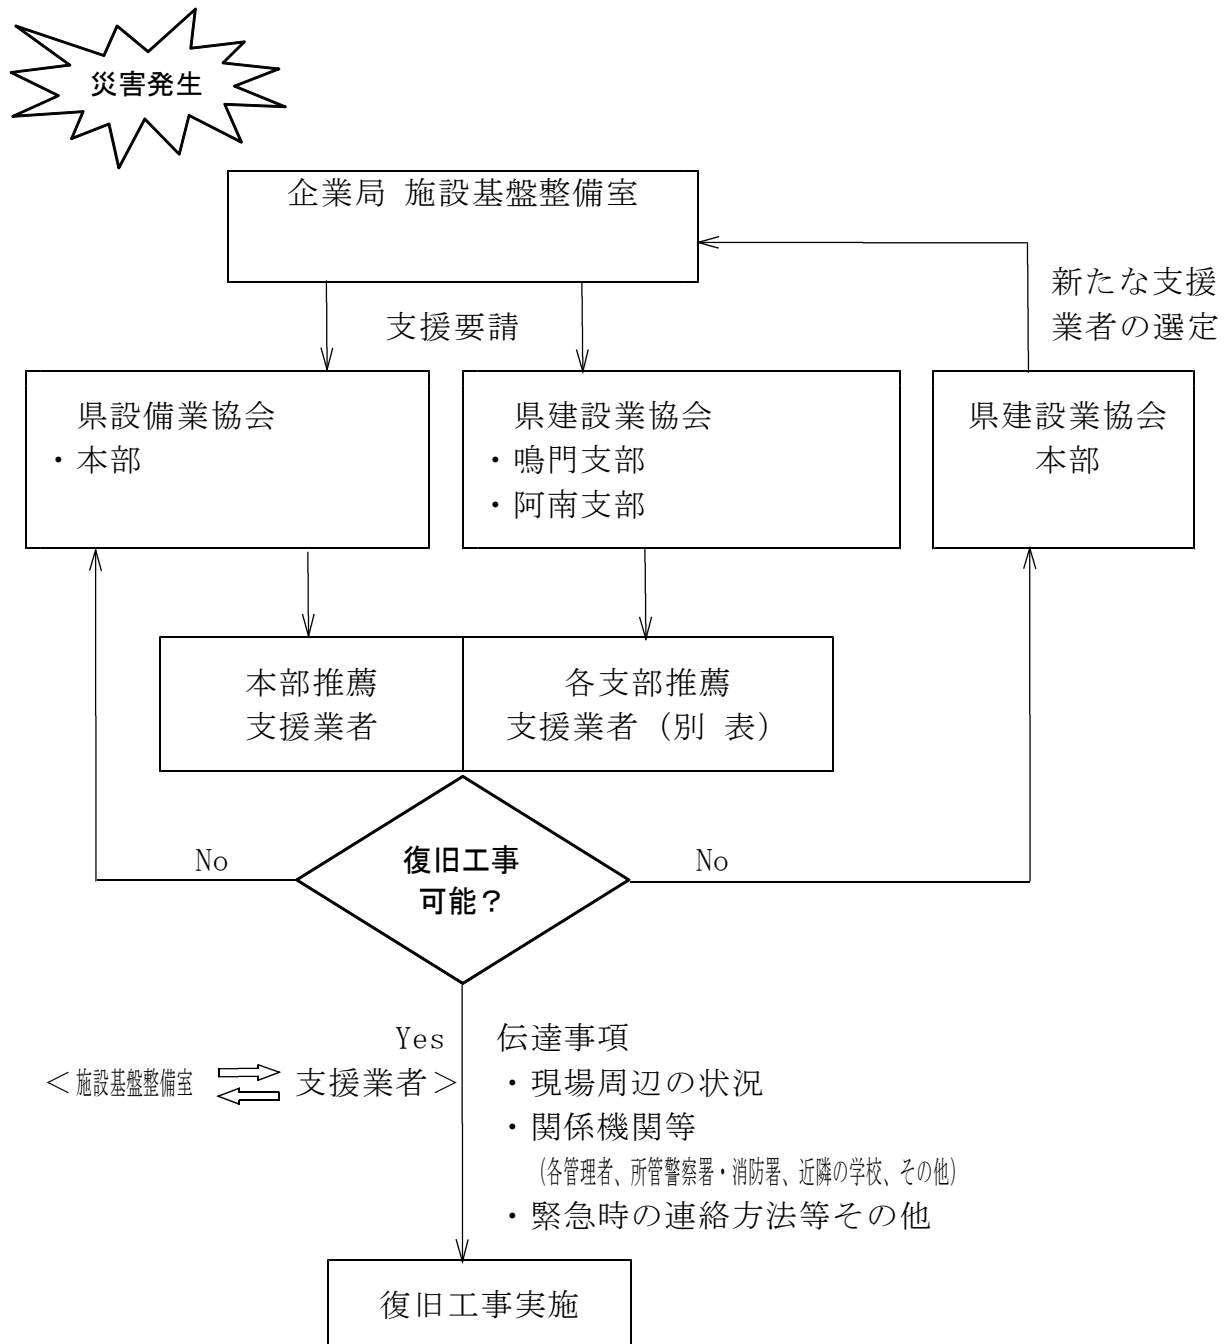 災害発生
企業局 施設基盤整備室
新たな支援
業者の選定
支援要請
県設備業協会
・本部
県建設業協会
・鳴門支部
・阿南支部
県建設業協会
本部
本部推薦
支援業者
各支部推薦
支援業者（別 表）
No
復旧工事
可能？
No
Yes
伝達事項
＜施設基盤整備室 支援業者＞
・現場周辺の状況
・関係機関等
(各管理者、所管警察署・消防署、近隣の学校、その他)
・緊急時の連絡方法等その他
復旧工事実施